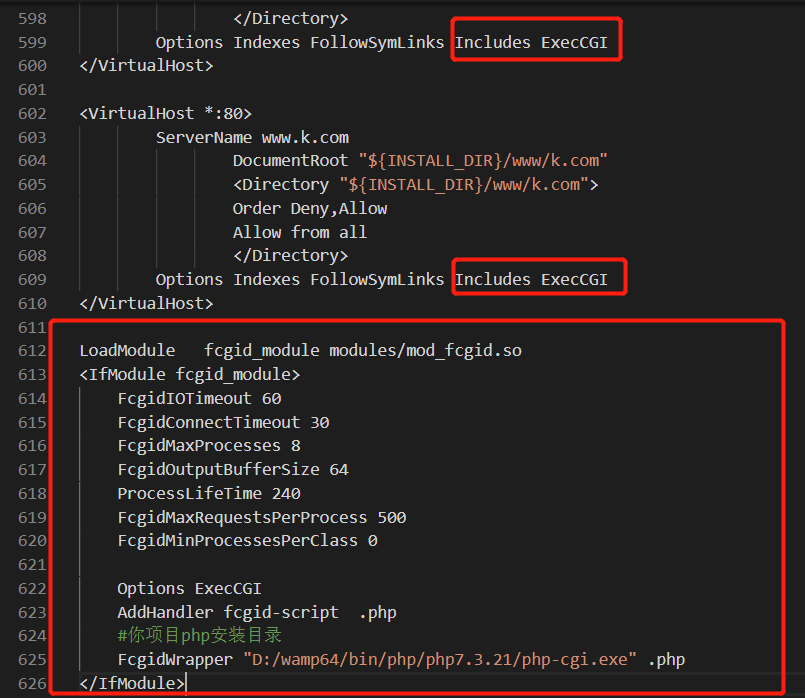 598 </Directory>
599 Options Indexes FollowSymLinks Includes ExecCGI
600 </VirtualHost>
601
602 <VirtualHost *:80>
603 ServerName www.k.com
604 DocumentRoot "${INSTALL_DIR}/www/k.com"
605 <Directory "${INSTALL_DIR}/www/k.com">
606 Order Deny,Allow
607 Allow from all
608 </Directory>
609 Options Indexes FollowSymLinks Includes ExecCGI
610 </VirtualHost>
611
612 LoadModule fcgid_module modules/mod_fcgid.so
613 <IfModule fcgid_module>
614 FcgidIOTimeout 60
615 FcgidConnectTimeout 30
616 FcgidMaxProcesses 8
617 FcgidOutputBufferSize 64
618 ProcessLifeTime 240
619 FcgidMaxRequestsPerProcess 500
620 FcgidMinProcessesPerClass 0
621
622 Options ExecCGI
623 AddHandler fcgid-script .php
624 #你项目php安装目录
625 FcgidWrapper "D:/wamp64/bin/php/php7.3.21/php-cgi.exe" .php
626 </IfModule>